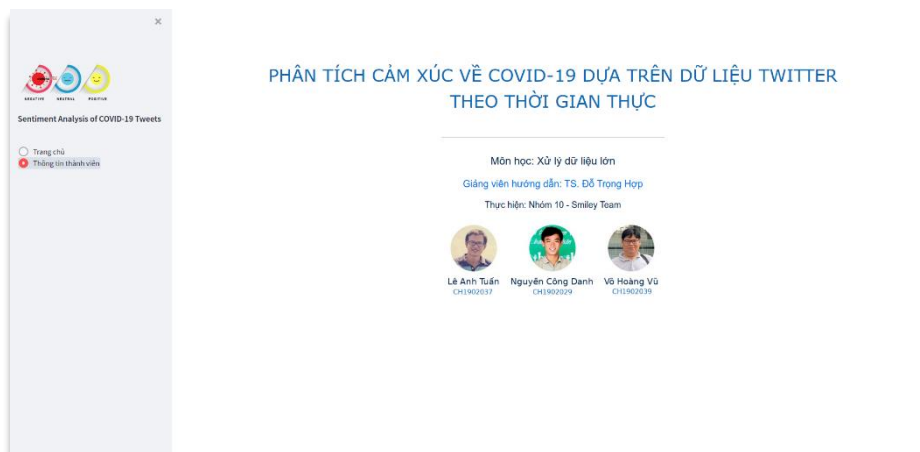 ×
NEGATIVE NEUTRAL POSITIVE
Sentiment Analysis of COVID-19 Tweets
Trang chủ
Thông tin thành viên
PHÂN TÍCH CẢM XÚC VỀ COVID-19 DỰA TRÊN DỮ LIỆU TWITTER
THEO THỜI GIAN THỰC
Môn học: Xử lý dữ liệu lớn
Giảng viên hướng dẫn: TS. Đỗ Trọng Hợp
Thực hiện: Nhóm 10 - Smiley Team
Lê Anh Tuấn Nguyễn Công Danh Võ Hoàng Vũ
CH1902037 CH1902029 CH1902039